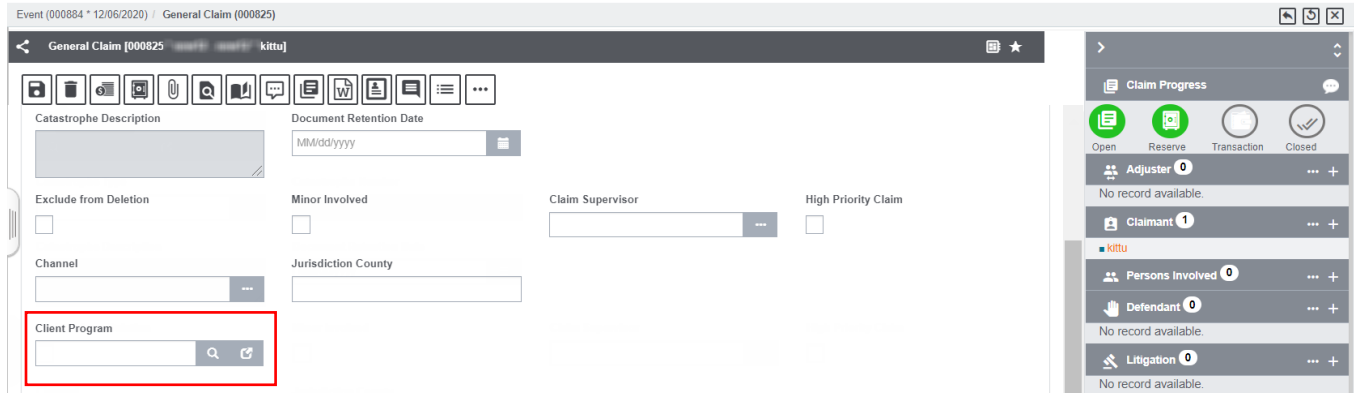 Event (000884 * 12/06/2020) / General Claim (000825)
General Claim [000825 kittu]
Catastrophe Description
Document Retention Date
MM/dd/yyyy
Exclude from Deletion
Minor Involved
Claim Supervisor
High Priority Claim
Channel
Jurisdiction County
Client Program
Claim Progress
Open
Reserve
Transaction
Closed
Adjuster 0
No record available.
Claimant 1
kittu
Persons Involved 0
Defendant 0
No record available.
Litigation 0
No record available.